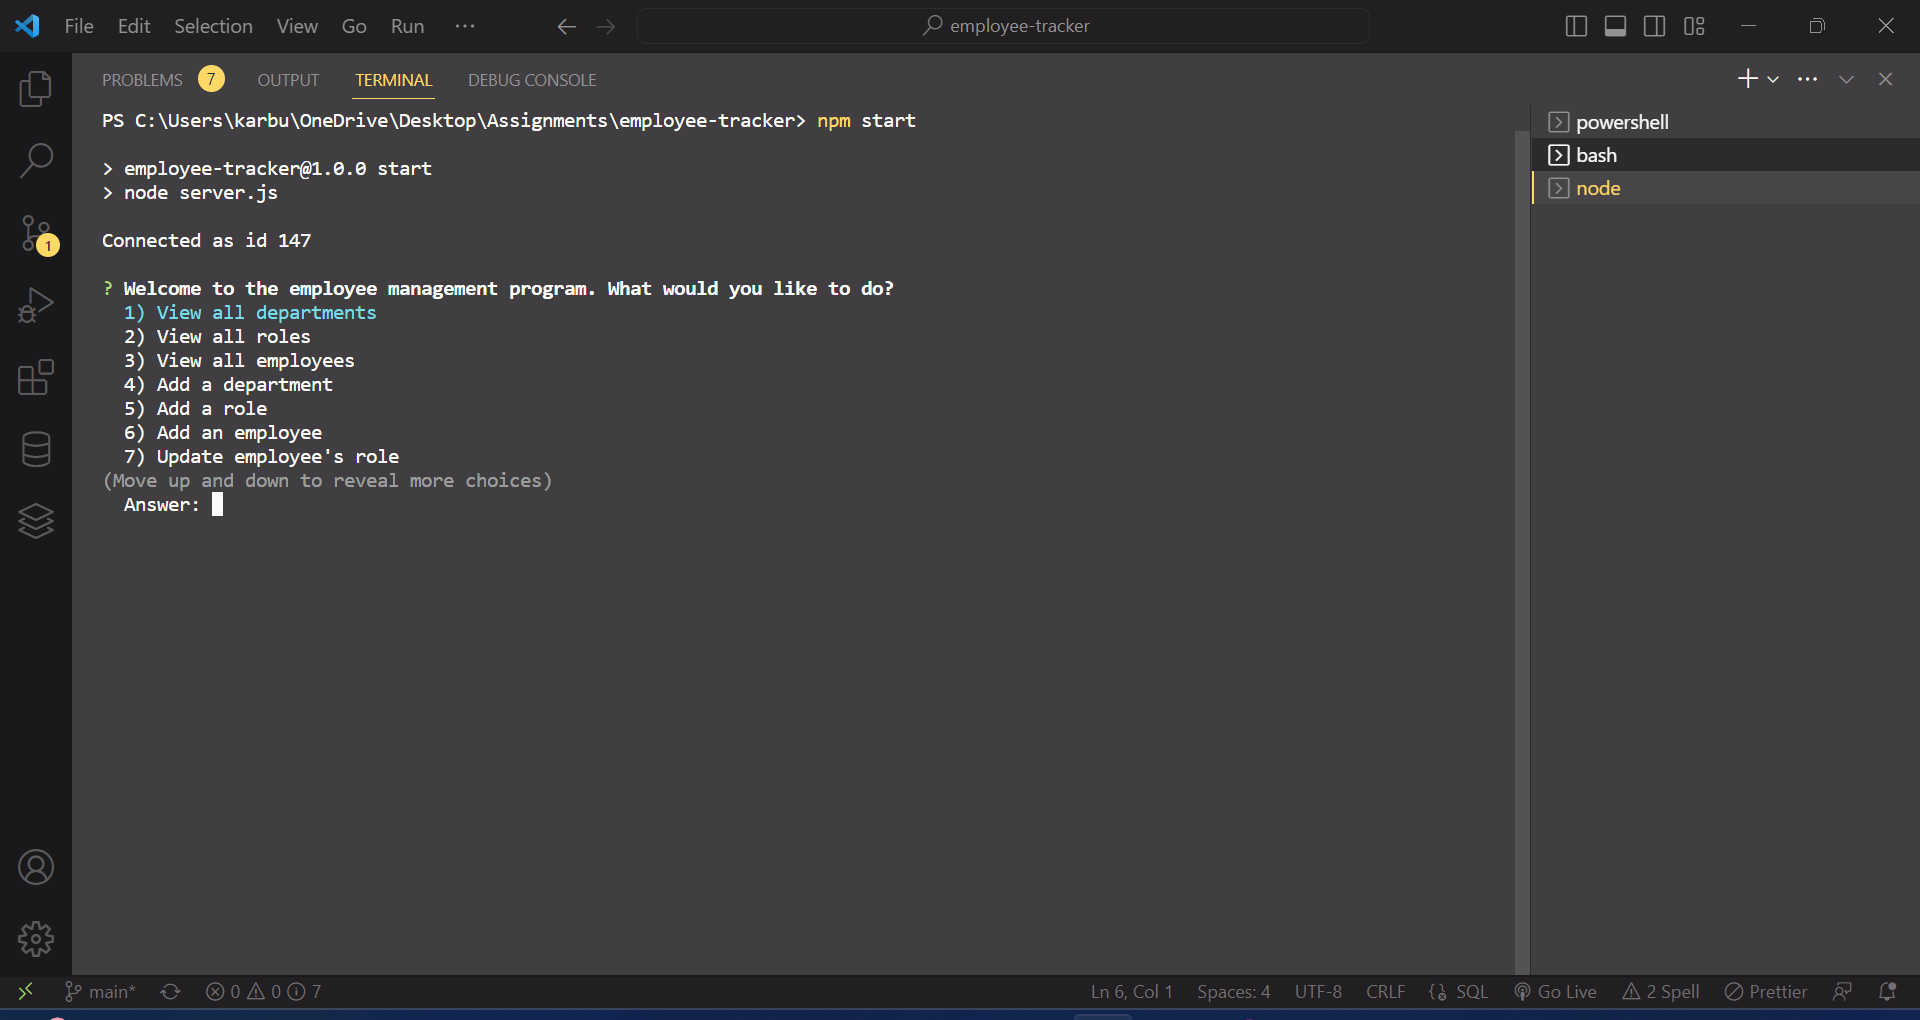 File Edit Selection View Go Run ··· employee-tracker
PROBLEMS 7 OUTPUT TERMINAL DEBUG CONSOLE
PS C:\Users\karbu\OneDrive\Desktop\Assignments\employee-tracker> npm start
> employee-tracker@1.0.0 start
> node server.js
Connected as id 147
? Welcome to the employee management program. What would you like to do?
1) View all departments
2) View all roles
3) View all employees
4) Add a department
5) Add a role
6) Add an employee
7) Update employee's role
(Move up and down to reveal more choices)
Answer:
powershell
bash
node
1
main* 0 0 7 Ln 6, Col 1 Spaces: 4 UTF-8 CRLF SQL Go Live 2 Spell Prettier